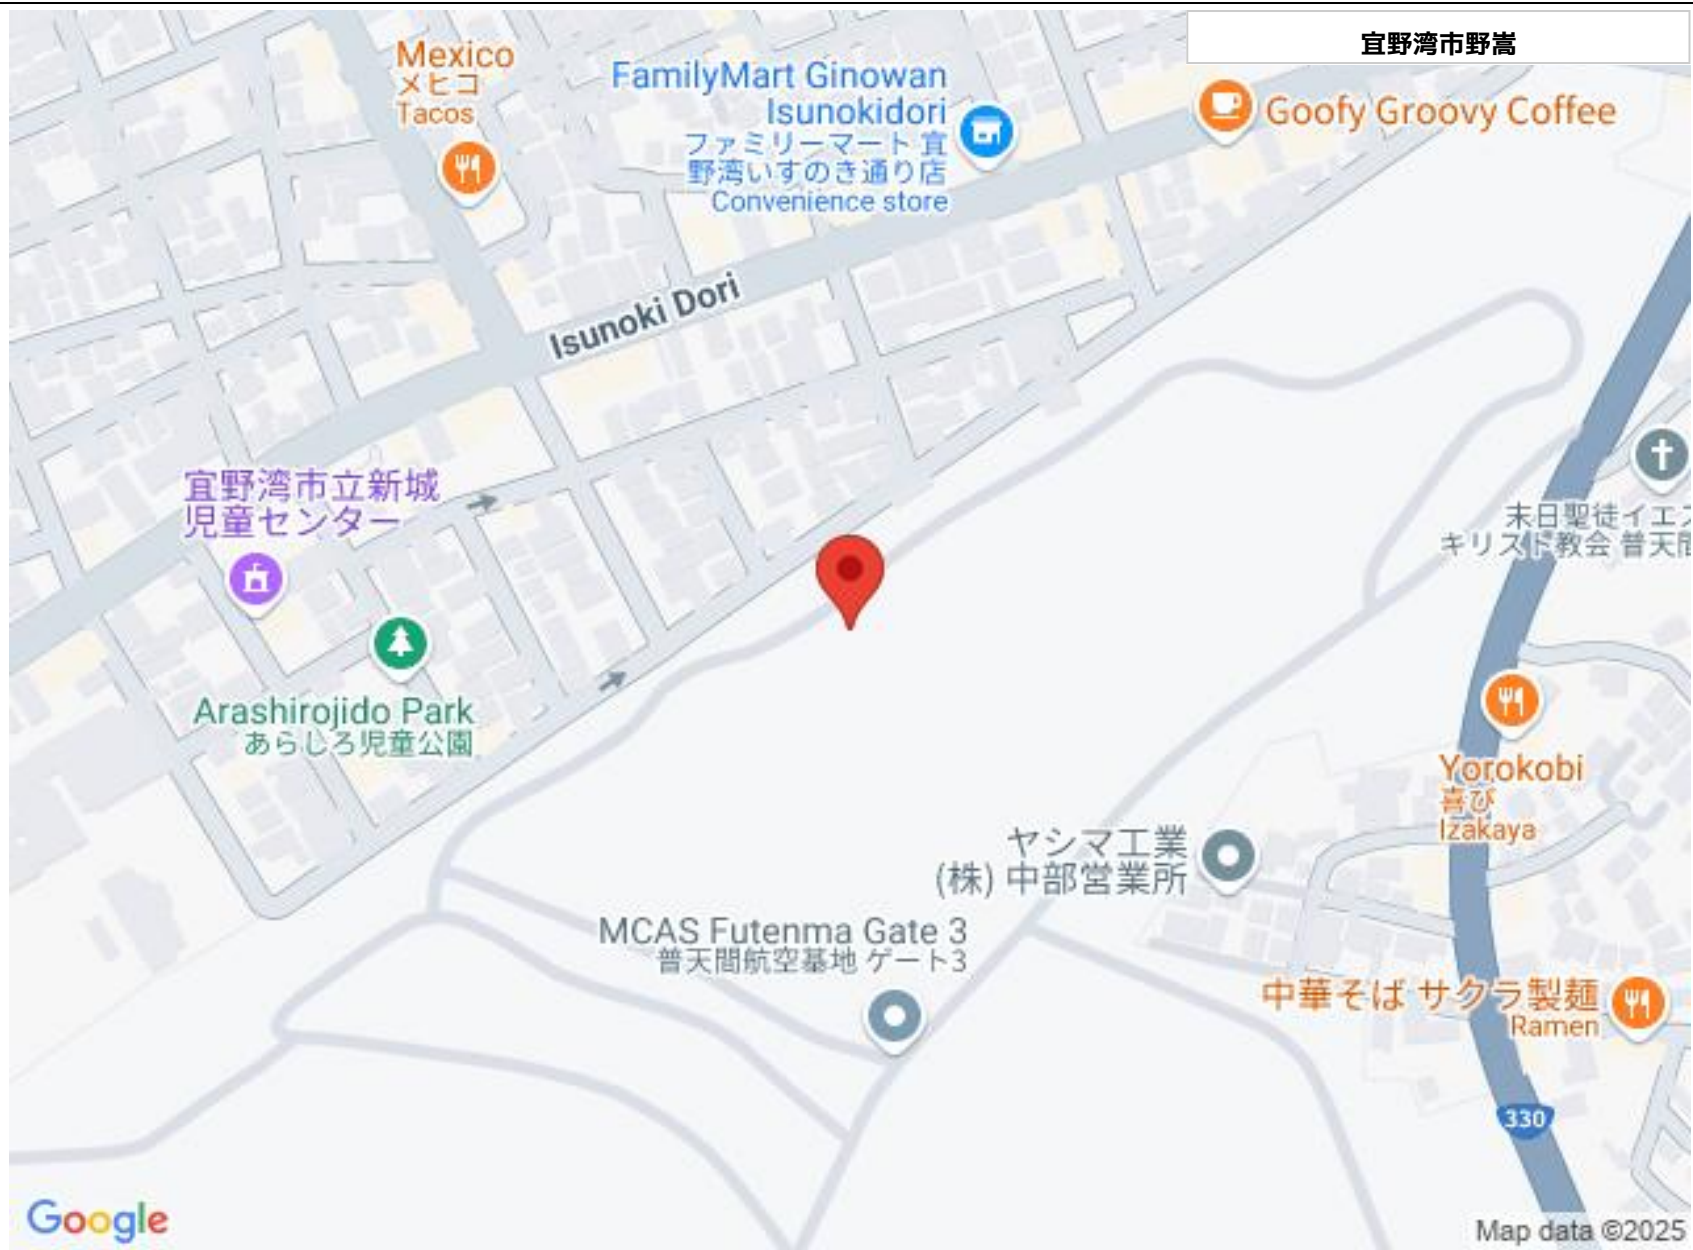 宜野湾市野嵩
Mexico
メヒコ
Tacos
FamilyMart Ginowan
Isunokidori
ファミリーマート 宜
野湾いすのき通り店
Convenience store
Goofy Groovy Coffee
Isunoki Dori
宜野湾市立新城
児童センター
末日聖徒イエス
キリスト教会 普天間
Arashirojido Park
あらしろ児童公園
Yorokobi
喜び
Izakaya
ヤシマ工業
(株) 中部営業所
MCAS Futenma Gate 3
普天間航空基地 ゲート3
中華そば サクラ製麺
Ramen
330
Google
Map data ©2025